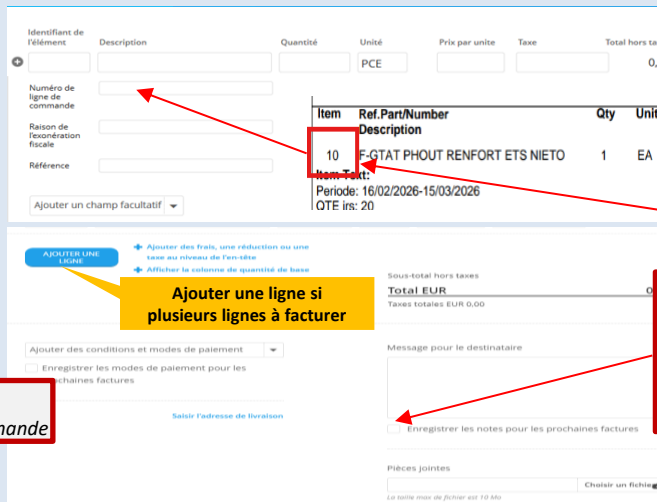 Identifiant de
l'élément
Description
Quantité
Unité
Prix par unite
Taxe
Total hors ta
PCE
0,
Numéro de
ligne de
commande
Raison de
l'exonération
fiscale
Référence
Ajouter un champ facultatif
Item Ref.Part/Number Qty Unit
Description
10 F-GTAT PHOUT RENFORT ETS NIETO 1 EA
Item Text:
Periode: 16/02/2026-15/03/2026
QTE irs: 20
AJOUTER UNE
LIGNE
Ajouter des frais, une réduction ou une
taxe au niveau de l'en-tête
Afficher la colonne de quantité de base
Ajouter une ligne si
plusieurs lignes à facturer
Sous-total hors taxes
Total EUR 0
Taxes totales EUR 0.00
Ajouter des conditions et modes de paiement
Enregistrer les modes de paiement pour les
prochaines factures
Saisir l'adresse de livraison
mande
Message pour le destinataire
Enregistrer les notes pour les prochaines factures
Pièces jointes
Choisir un fichie
La taille max de fichier est 10 Mo